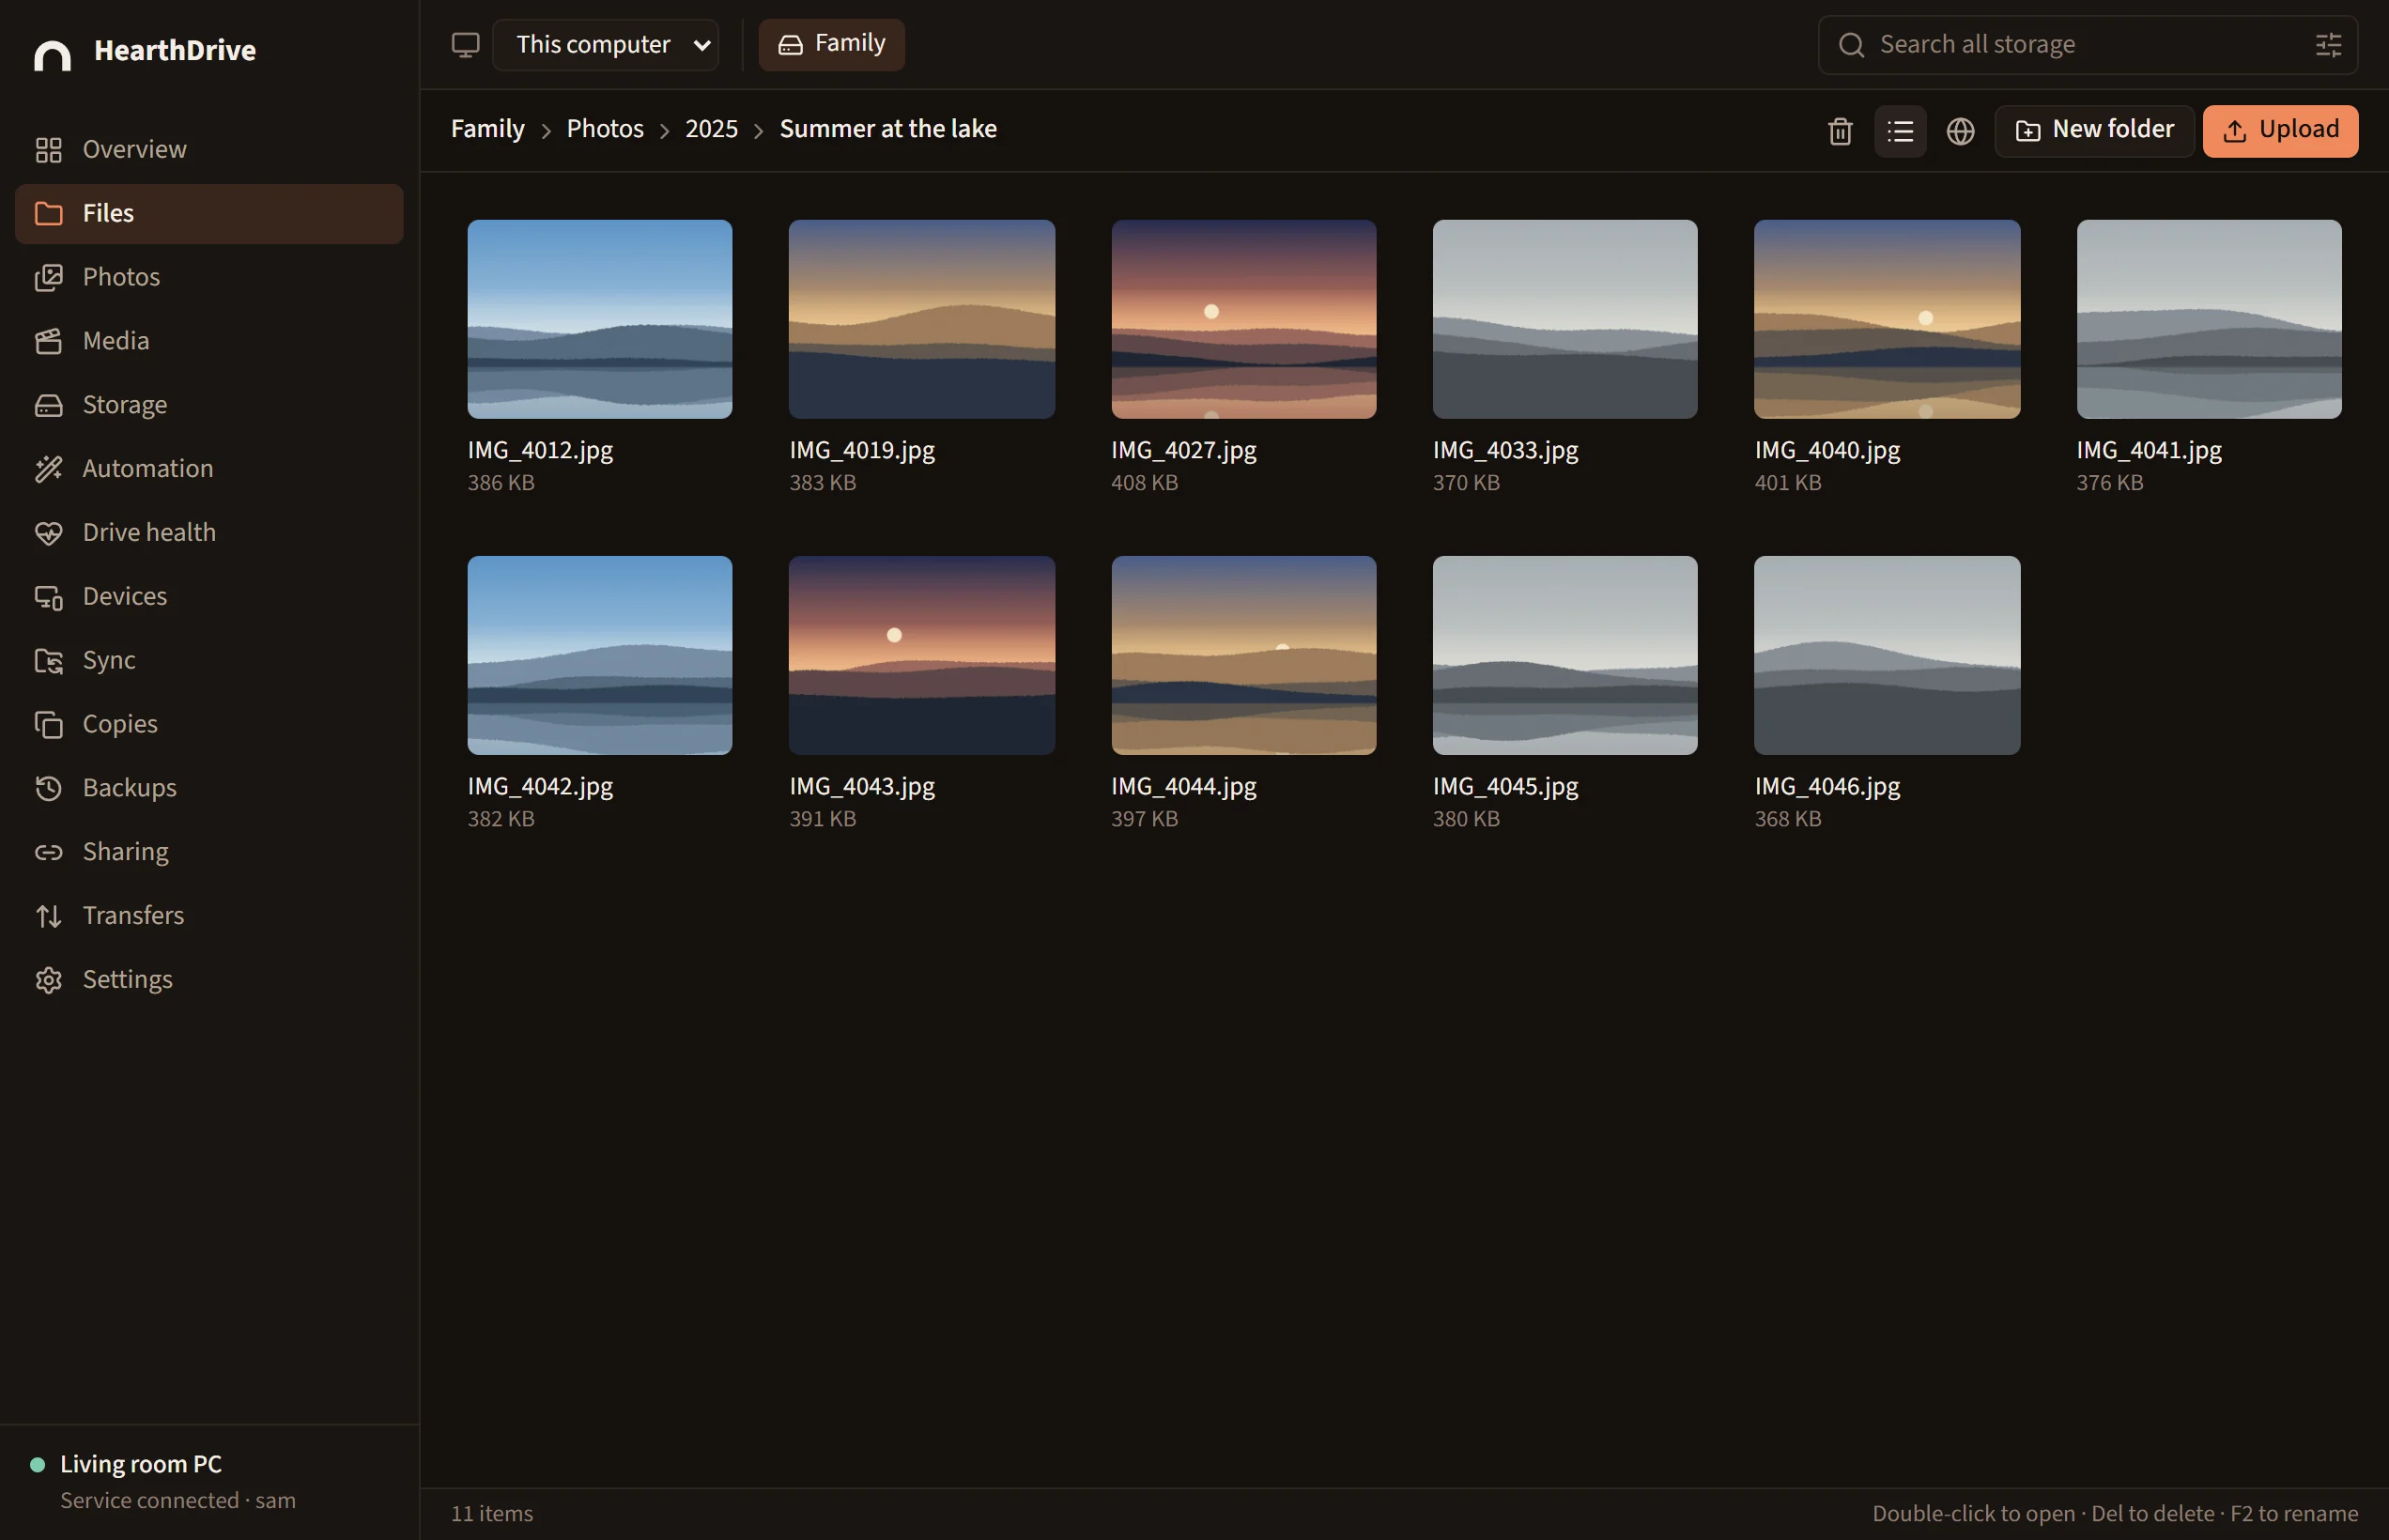 HearthDrive
Overview
Files
Photos
Media
Storage
Automation
Drive health
Devices
Sync
Copies
Backups
Sharing
Transfers
Settings
Living room PC
Service connected · sam
This computer
Family
Search all storage
Family > Photos > 2025 > Summer at the lake
New folder
Upload
IMG_4012.jpg
386 KB
IMG_4019.jpg
383 KB
IMG_4027.jpg
408 KB
IMG_4033.jpg
370 KB
IMG_4040.jpg
401 KB
IMG_4041.jpg
376 KB
IMG_4042.jpg
382 KB
IMG_4043.jpg
391 KB
IMG_4044.jpg
397 KB
IMG_4045.jpg
380 KB
IMG_4046.jpg
368 KB
11 items
Double-click to open · Del to delete · F2 to rename